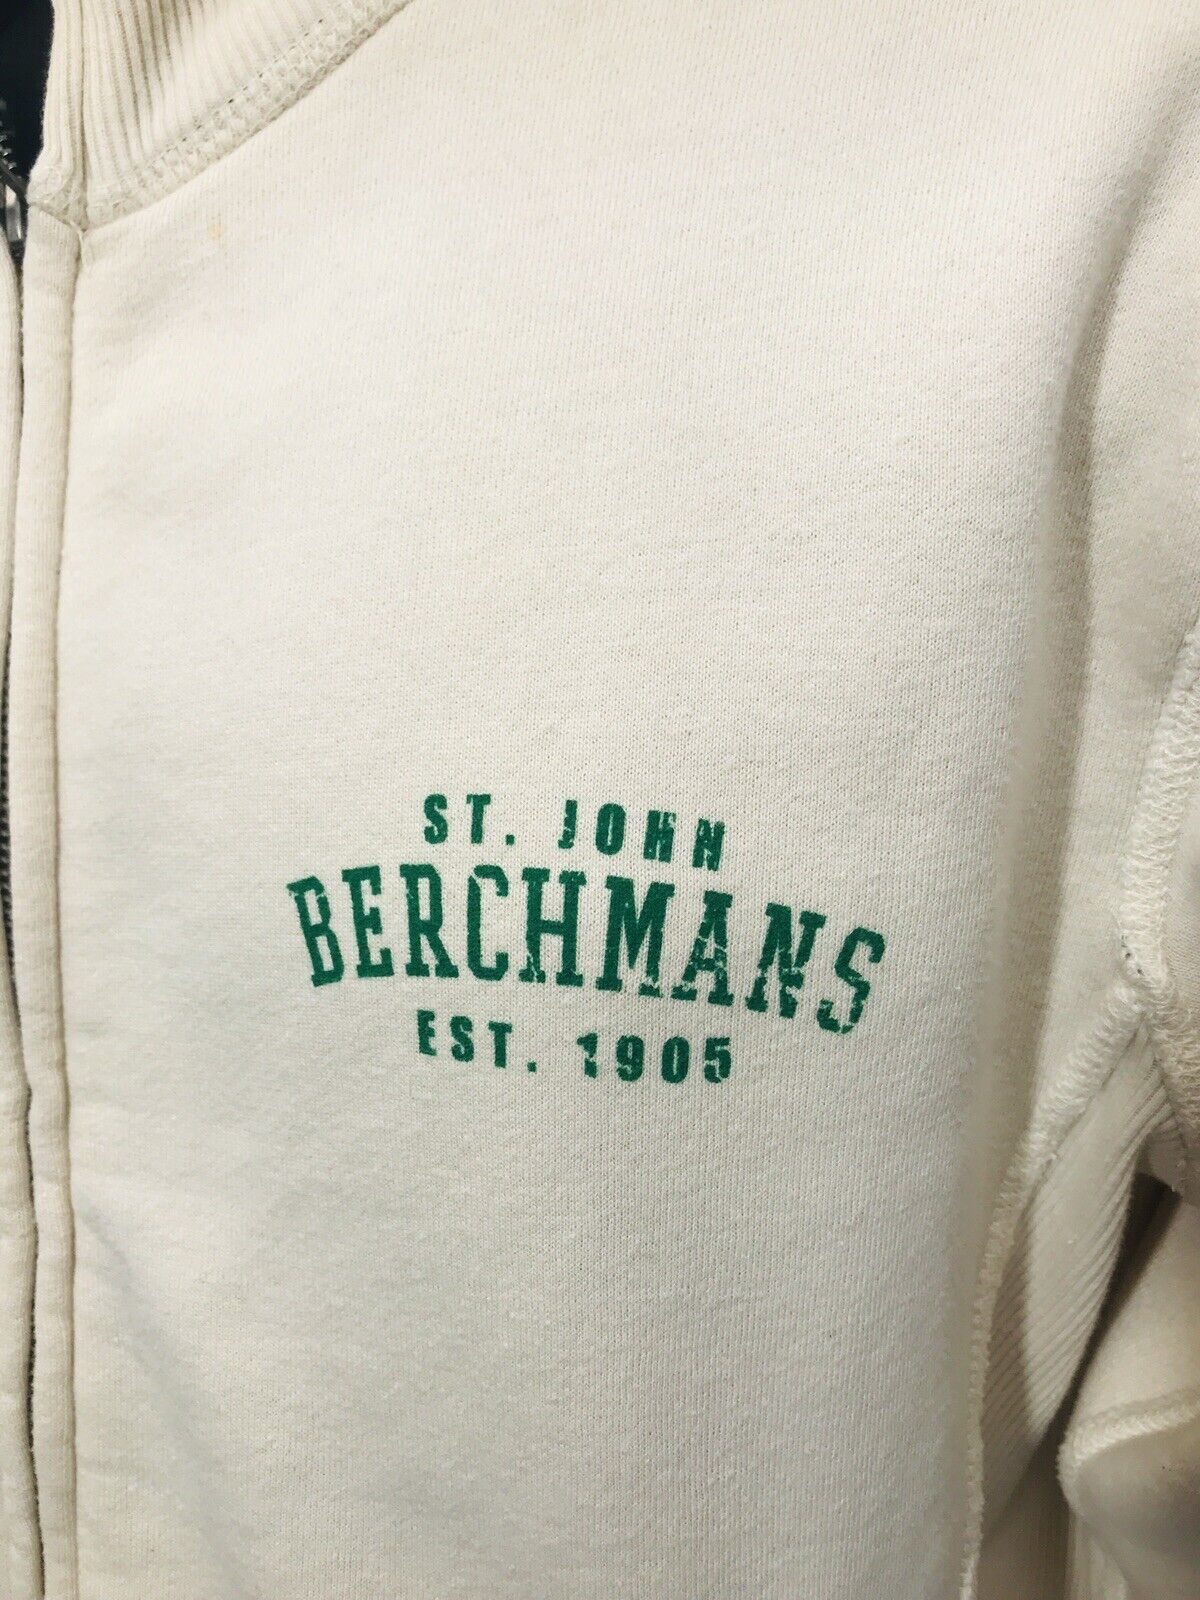 ST. JOHN
BERCHMANS
EST. 1905